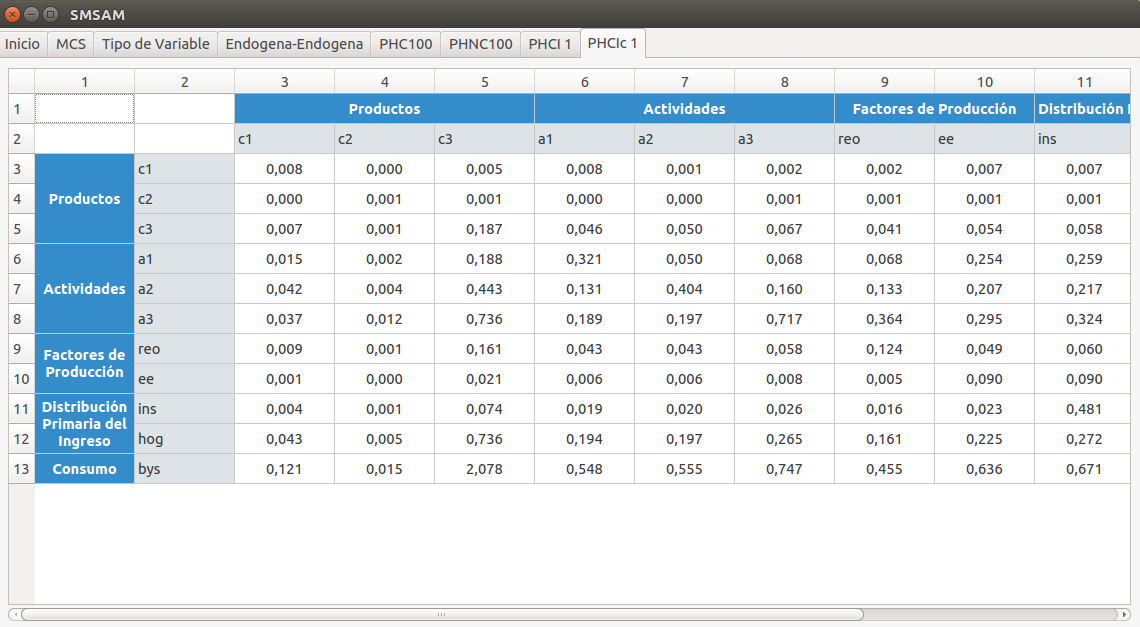 SMSAM
Inicio MCS Tipo de Variable Endogena-Endogena PHC100 PHNC100 PHCI 1 PHCIc 1
1 2 3 4 5 6 7 8 9 10 11
1 Productos Actividades Factores de Producción Distribución
2 c1 c2 c3 a1 a2 a3 reo ee ins
3 c1 0,008 0,000 0,005 0,008 0,001 0,002 0,002 0,007 0,007
4 Productos c2 0,000 0,001 0,001 0,000 0,000 0,001 0,001 0,001 0,001
5 c3 0,007 0,001 0,187 0,046 0,050 0,067 0,041 0,054 0,058
6 a1 0,015 0,002 0,188 0,321 0,050 0,068 0,068 0,254 0,259
7 Actividades a2 0,042 0,004 0,443 0,131 0,404 0,160 0,133 0,207 0,217
8 a3 0,037 0,012 0,736 0,189 0,197 0,717 0,364 0,295 0,324
9 reo 0,009 0,001 0,161 0,043 0,043 0,058 0,124 0,049 0,060
Factores de
Producción
10 ee 0,001 0,000 0,021 0,006 0,006 0,008 0,005 0,090 0,090
11 Distribución ins 0,004 0,001 0,074 0,019 0,020 0,026 0,016 0,023 0,481
Primaria del
Ingreso
12 hog 0,043 0,005 0,736 0,194 0,197 0,265 0,161 0,225 0,272
13 Consumo bys 0,121 0,015 2,078 0,548 0,555 0,747 0,455 0,636 0,671